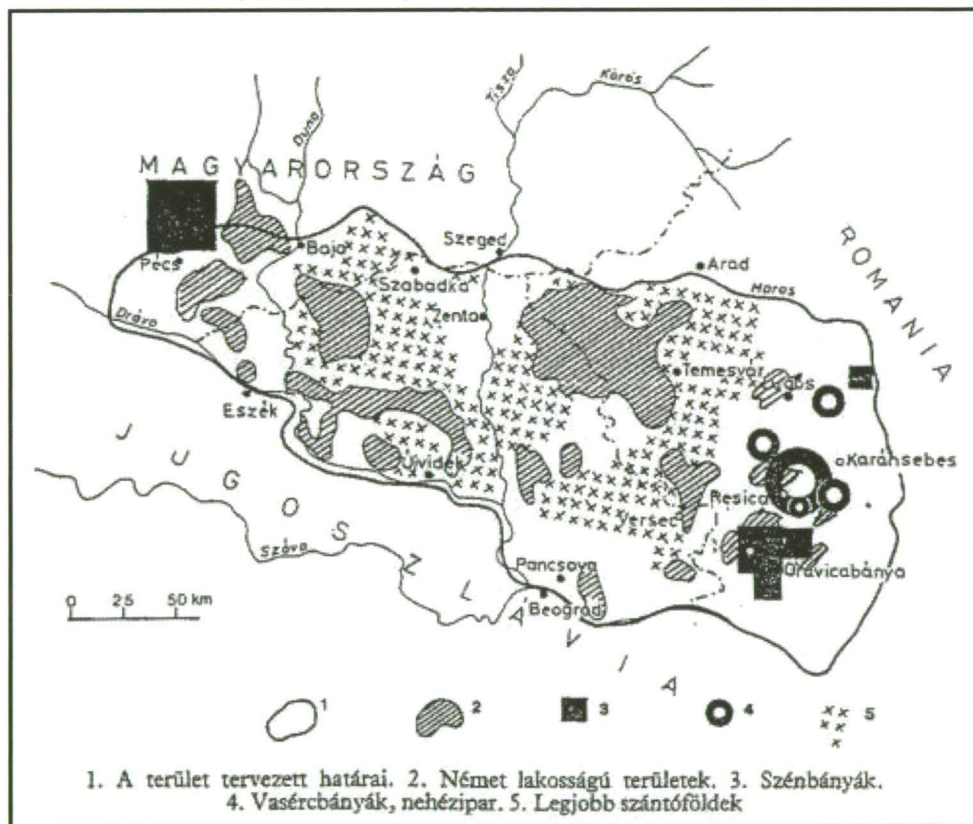 Tisza
Körös
Duna
MAGYARORSZÁG
ROMANIA
Szeged
Baja
Arad
Maros
Pécs
Szabadka
Zenta
Dráva
Temesvár
Eszék
Újvidék
Karánsebes
Resica
Versec
JUGOSZLAVIA
Száva
Pancsova
Oravicabánya
Beograd
0 25 50 km
1 2 3 4 5
1. A terület tervezett határai. 2. Német lakosságú területek. 3. Szénbányák.
4. Vasércbányák, nehézipar. 5. Legjobb szántóföldek